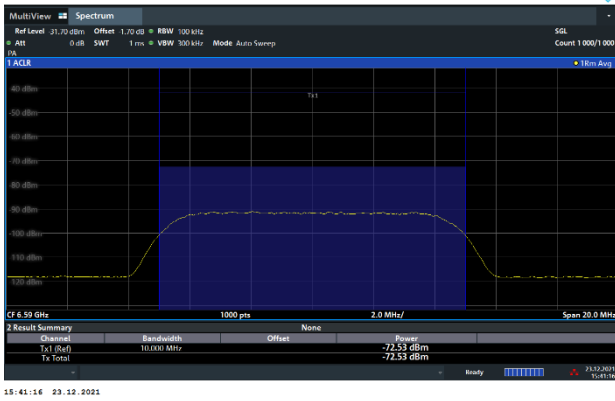 MultiView Spectrum
Ref Level -31.70 dBm Offset 1.70 dB RBW 100 kHz SGL
Att 0 dB SWT 1 ms VBW 300 kHz Mode Auto Sweep Count 1000/1000
PA
1 ACLR 1Rm Avg
-40 dBm
Tx1
-50 dBm
-60 dBm
-70 dBm
-80 dBm
-90 dBm
-100 dBm
-110 dBm
-120 dBm
CF 6.59 GHz 1000 pts 2.0 MHz/ Span 20.0 MHz
2 Result Summary None
Channel Bandwidth Offset Power
Tx1 (Ref) 10.000 MHz -72.53 dBm
Tx Total -72.53 dBm
Ready 23.12.2021
15:41:16
15:41:16 23.12.2021